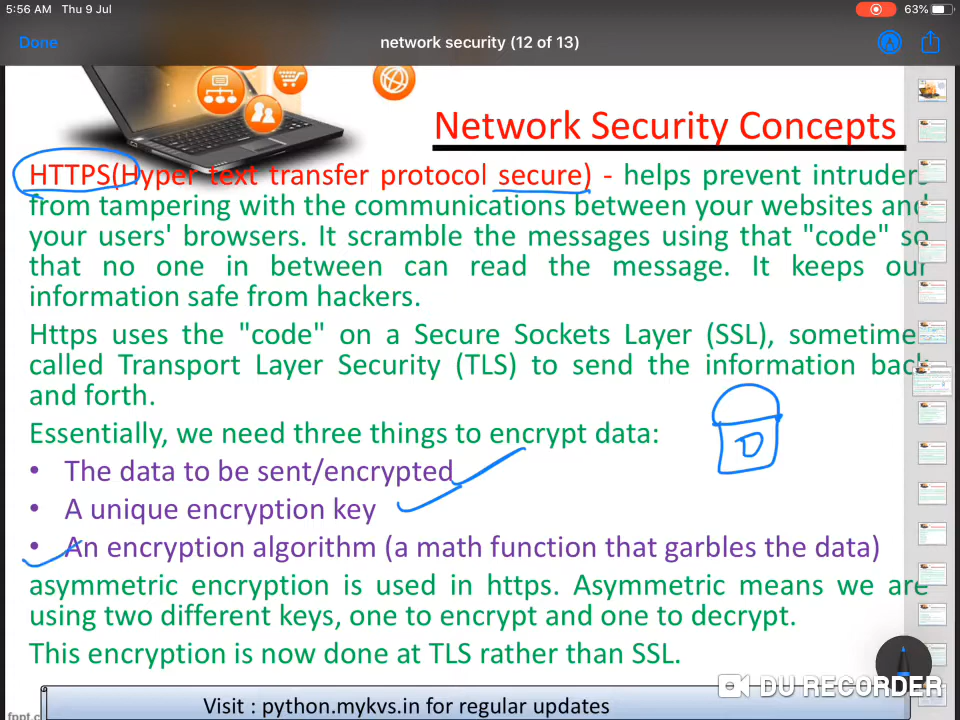 5:56 AM Thu 9 Jul
63%
Done
network security (12 of 13)
Network Security Concepts
HTTPS(Hyper text transfer protocol secure) - helps prevent intruders
from tampering with the communications between your websites and
your users' browsers. It scramble the messages using that "code" so
that no one in between can read the message. It keeps our
information safe from hackers.
Https uses the "code" on a Secure Sockets Layer (SSL), sometimes
called Transport Layer Security (TLS) to send the information back
and forth.
Essentially, we need three things to encrypt data:
• The data to be sent/encrypted
• A unique encryption key
• An encryption algorithm (a math function that garbles the data)
D
asymmetric encryption is used in https. Asymmetric means we are
using two different keys, one to encrypt and one to decrypt.
This encryption is now done at TLS rather than SSL.
DU RECORDER
Visit : python.mykvs.in for regular updates
fppt.com